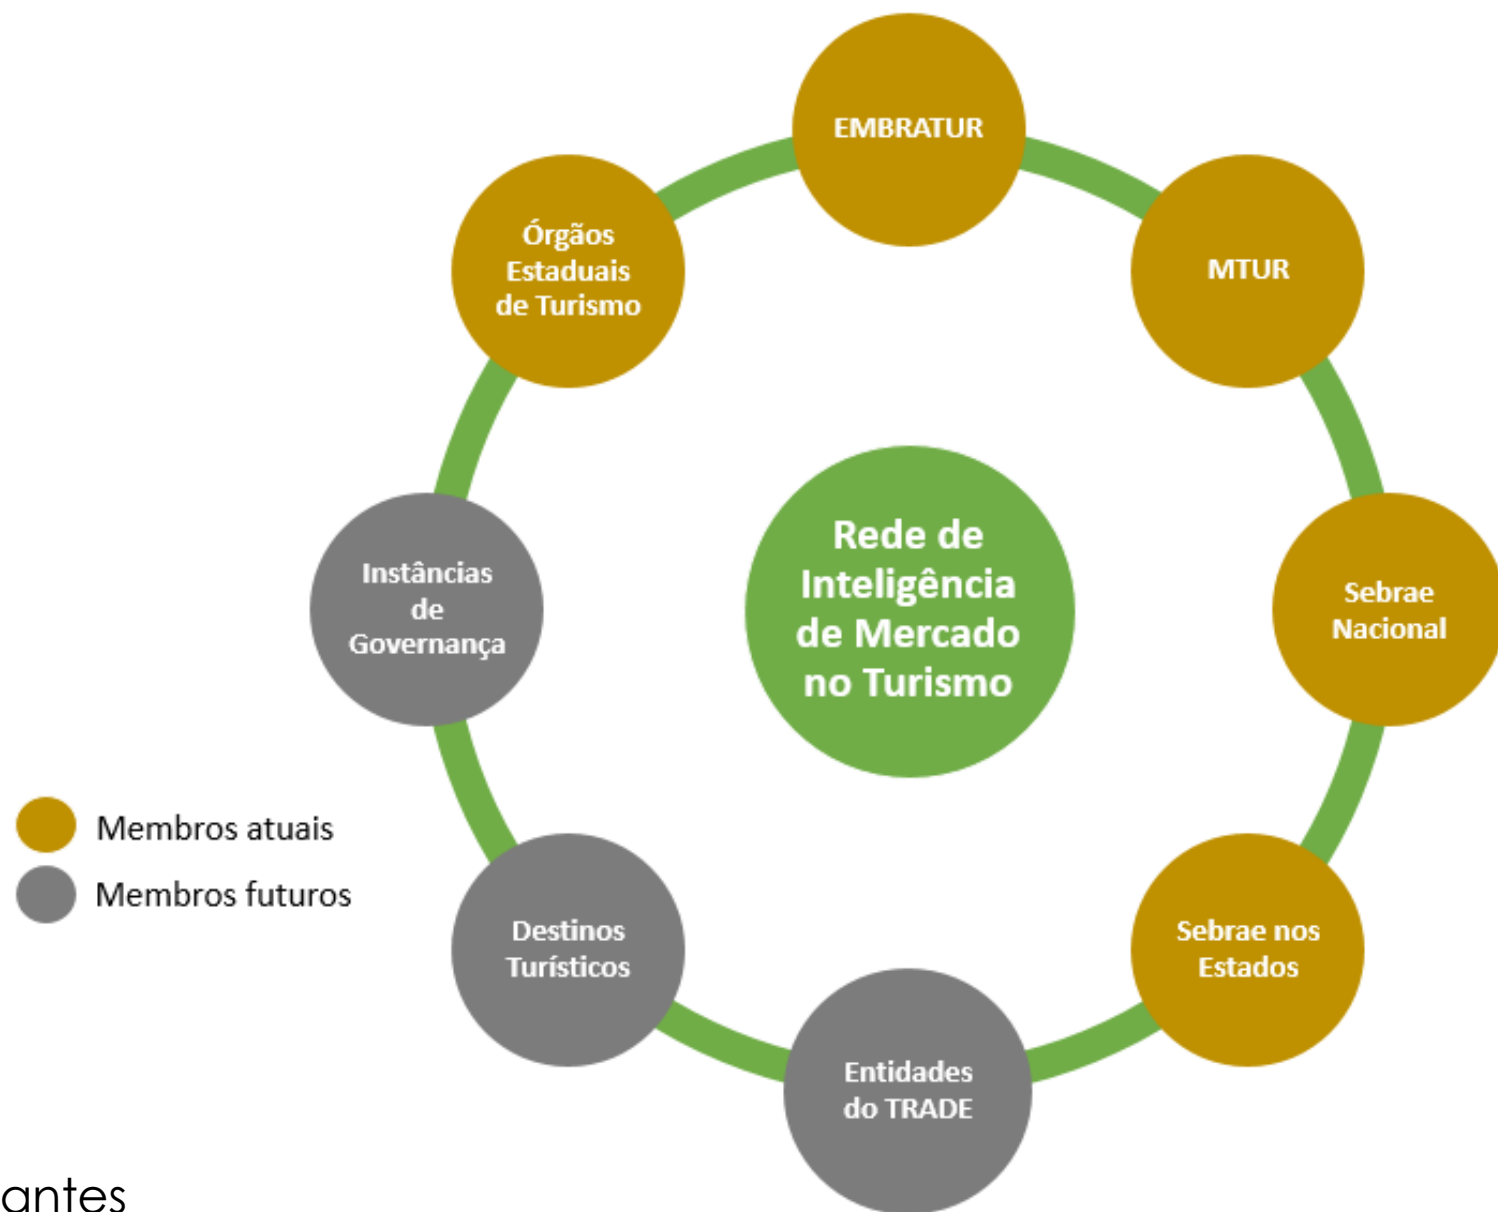 EMBRATUR
MTUR
Sebrae
Nacional
Sebrae nos
Estados
Entidades
do TRADE
Destinos
Turísticos
Instâncias
de
Governança
Órgãos
Estaduais
de Turismo
Rede de
Inteligência
de Mercado
no Turismo
Membros atuais
Membros futuros
antes